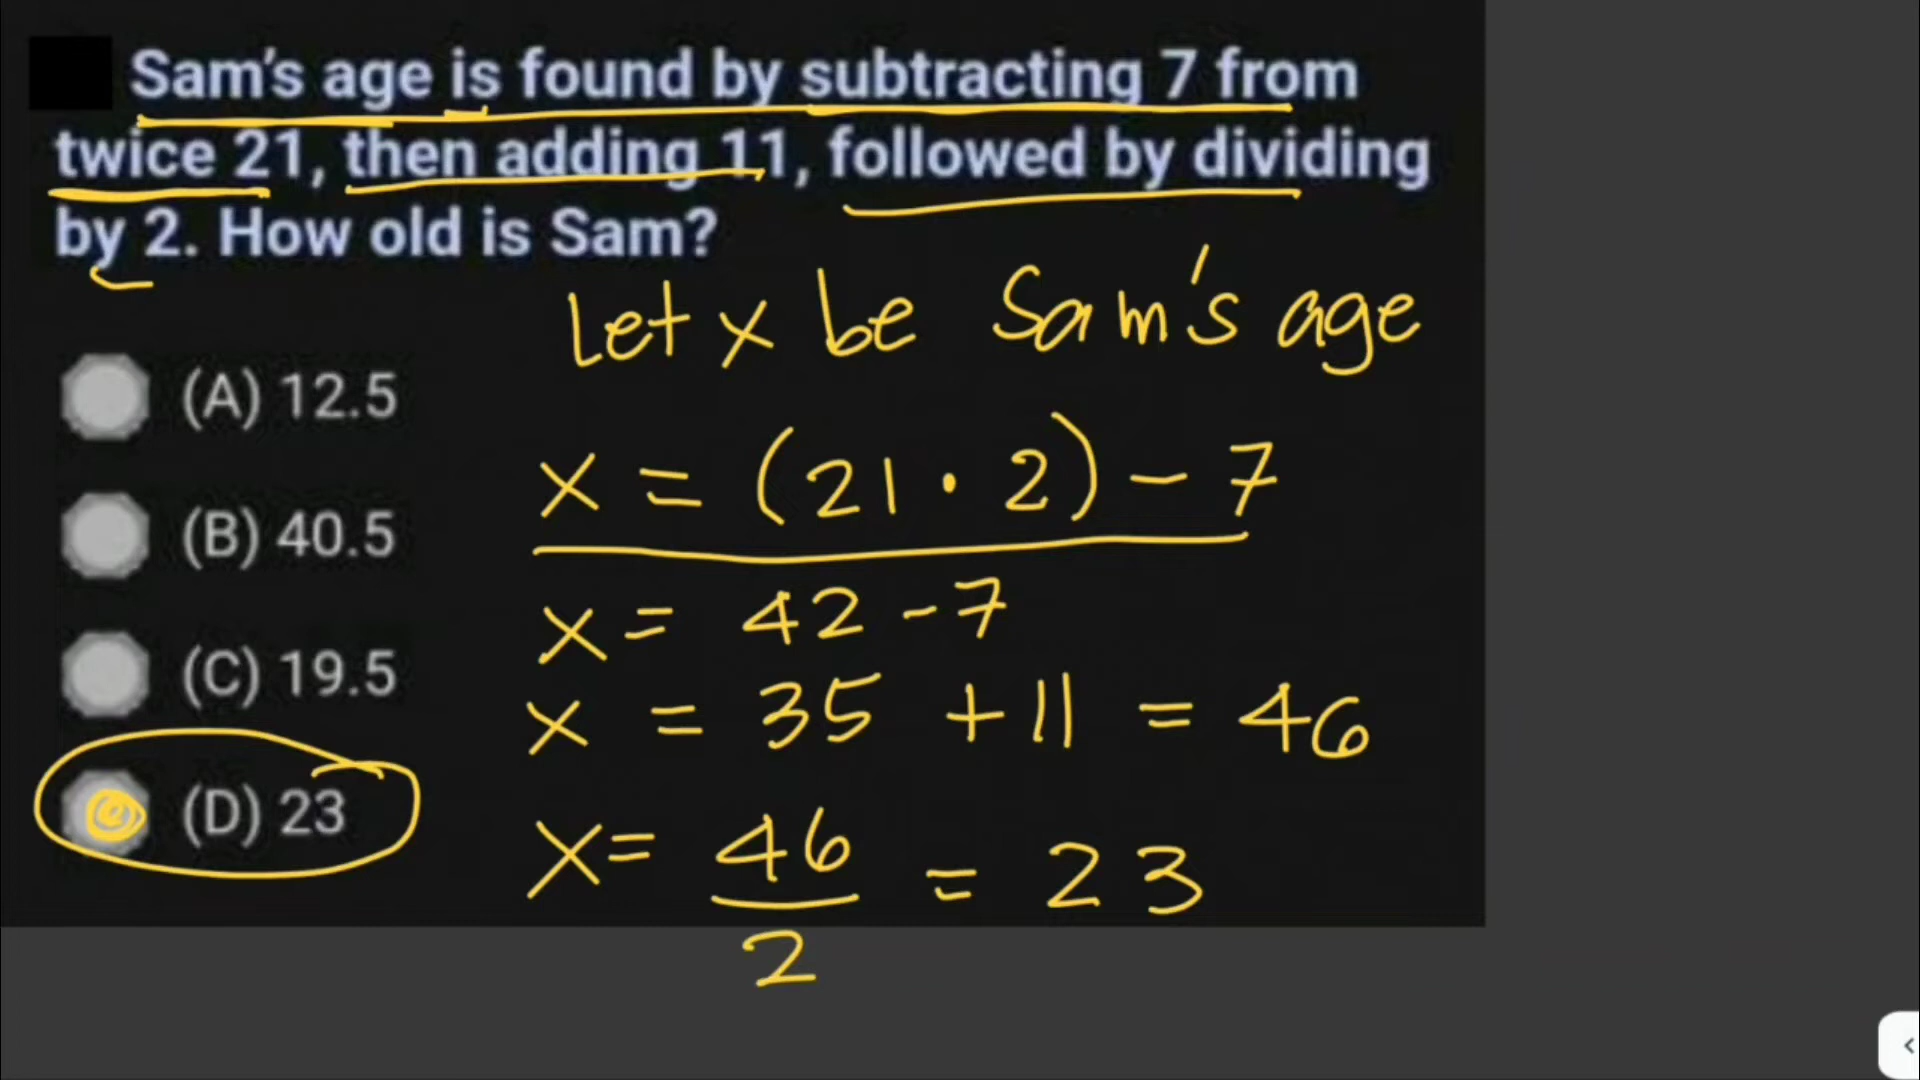 Sam's age is found by subtracting 7 from
twice 21, then adding 11, followed by dividing
by 2. How old is Sam?
Let x be Sam's age
(A) 12.5
x = (21 · 2) - 7
(B) 40.5
x = 42 - 7
(C) 19.5
x = 35 + 11 = 46
(D) 23
x = 46/2 = 23